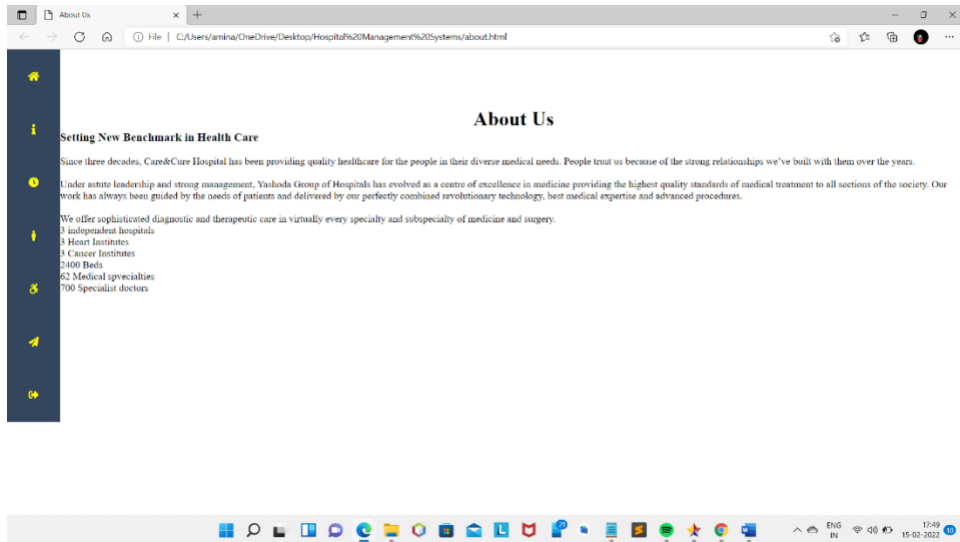 About Us
File | C:/Users/amina/OneDrive/Desktop/Hospital%20Management%20Systems/about.html
About Us
Setting New Benchmark in Health Care
Since three decades, Care&Cure Hospital has been providing quality healthcare for the people in their diverse medical needs. People trust us because of the strong relationships we've built with them over the years.
Under astute leadership and strong management, Yashoda Group of Hospitals has evolved as a centre of excellence in medicine providing the highest quality standards of medical treatment to all sections of the society. Our
work has always been guided by the needs of patients and delivered by our perfectly combined revolutionary technology, best medical expertise and advanced procedures.
We offer sophisticated diagnostic and therapeutic care in virtually every specialty and subspecialty of medicine and surgery.
3 independent hospitals
3 Heart Institutes
3 Cancer Institutes
2400 Beds
62 Medical spvecialties
700 Specialist doctors
L
21
S
W
ENG
IN
17:49
15-02-2022
10